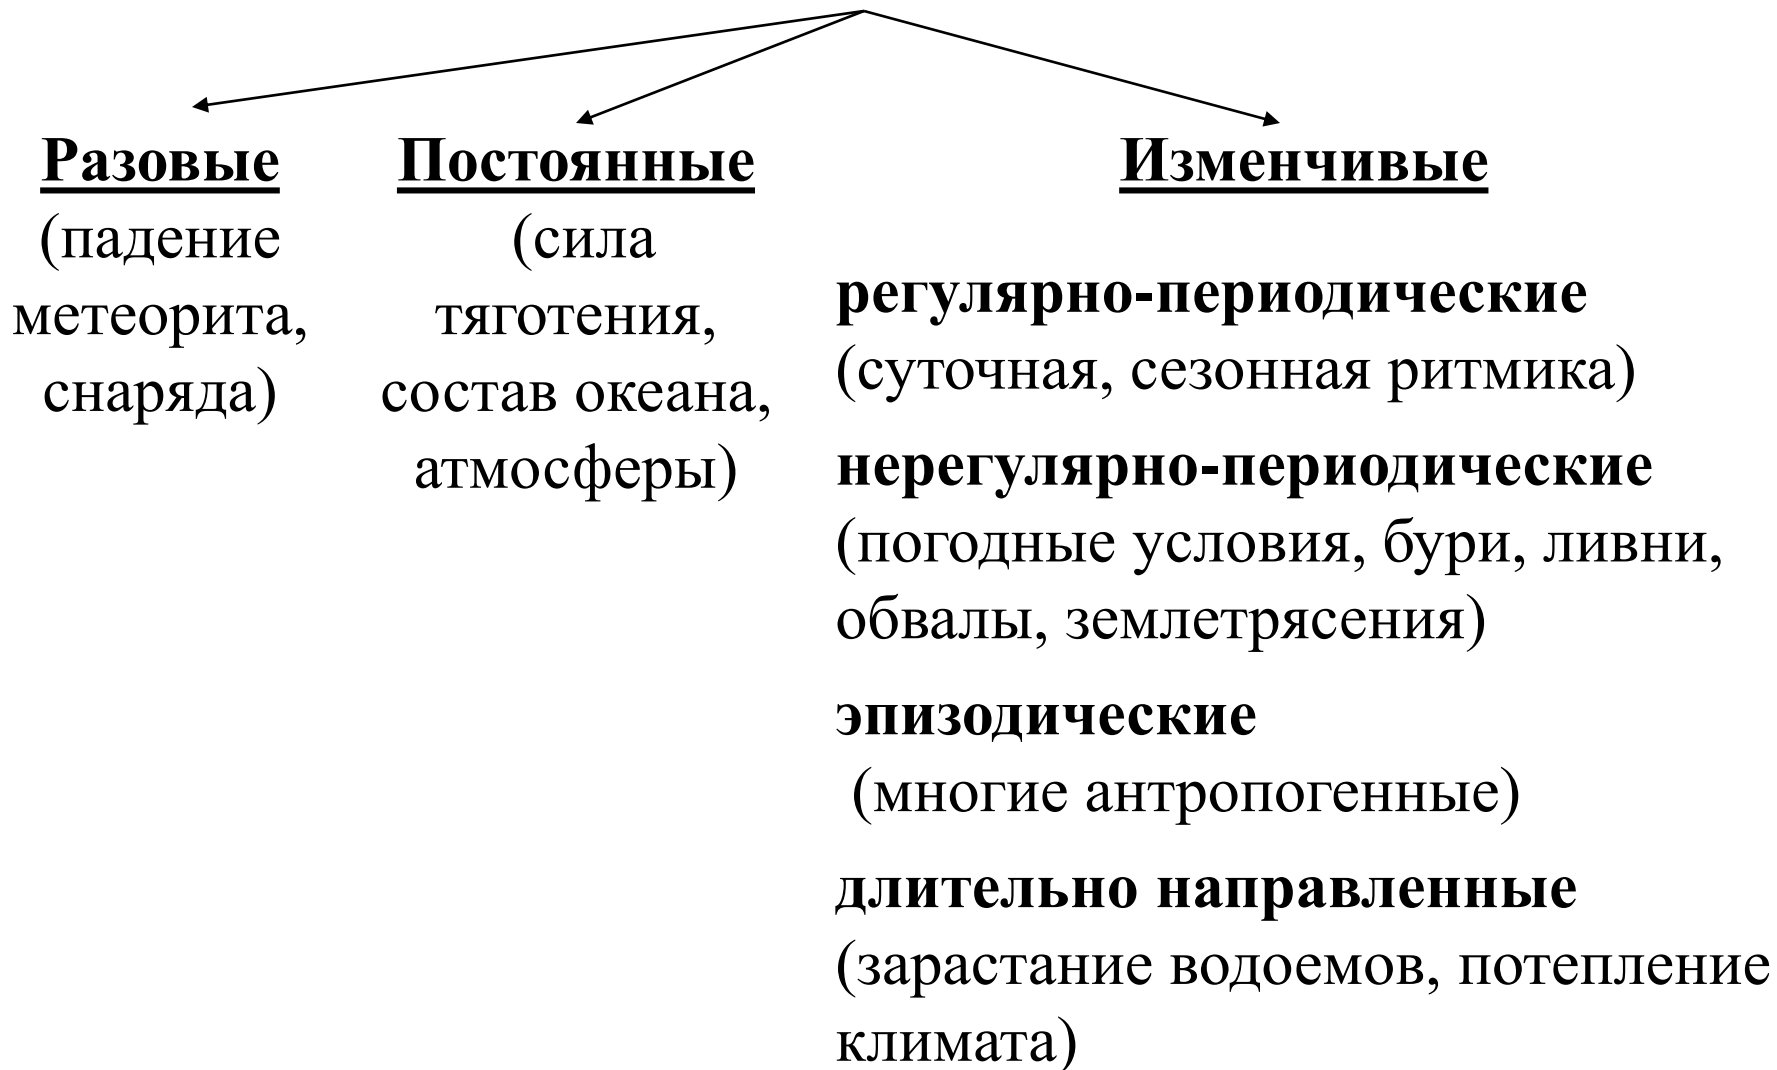 Разовые
(падение
метеорита,
снаряда)
Постоянные
(сила
тяготения,
состав океана,
атмосферы)
Изменчивые
регулярно-периодические
(суточная, сезонная ритмика)
нерегулярно-периодические
(погодные условия, бури, ливни,
обвалы, землетрясения)
эпизодические
(многие антропогенные)
длительно направленные
(зарастание водоемов, потепление
климата)